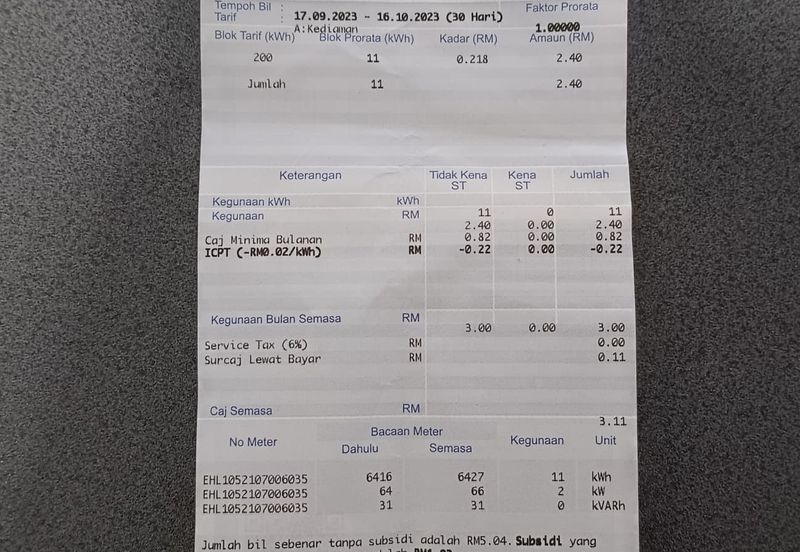 Tempoh Bil : 17.09.2023 - 16.10.2023 (30 Hari) Faktor Prorata
Tarif : A:Kediaman 1.00000
Blok Tarif (kWh) Blok Prorata (kWh) Kadar (RM) Amaun (RM)
200 11 0.218 2.40
Jumlah 11 2.40
Keterangan Tidak Kena ST Kena ST Jumlah
Kegunaan kWh kWh 11 0 11
Kegunaan RM 2.40 0.00 2.40
Caj Minima Bulanan RM 0.82 0.00 0.82
ICPT (-RM0.02/kWh) RM -0.22 0.00 -0.22
Kegunaan Bulan Semasa RM 3.00 0.00 3.00
Service Tax (6%) RM 0.00
Surcaj Lewat Bayar RM 0.11
Caj Semasa RM 3.11
No Meter Bacaan Meter Kegunaan Unit
Dahulu Semasa
EHL1052107006035 6416 6427 11 kWh
EHL1052107006035 64 66 2 kW
EHL1052107006035 31 31 0 kVARh
Jumlah bil sebenar tanpa subsidi adalah RM5.04. Subsidi yang